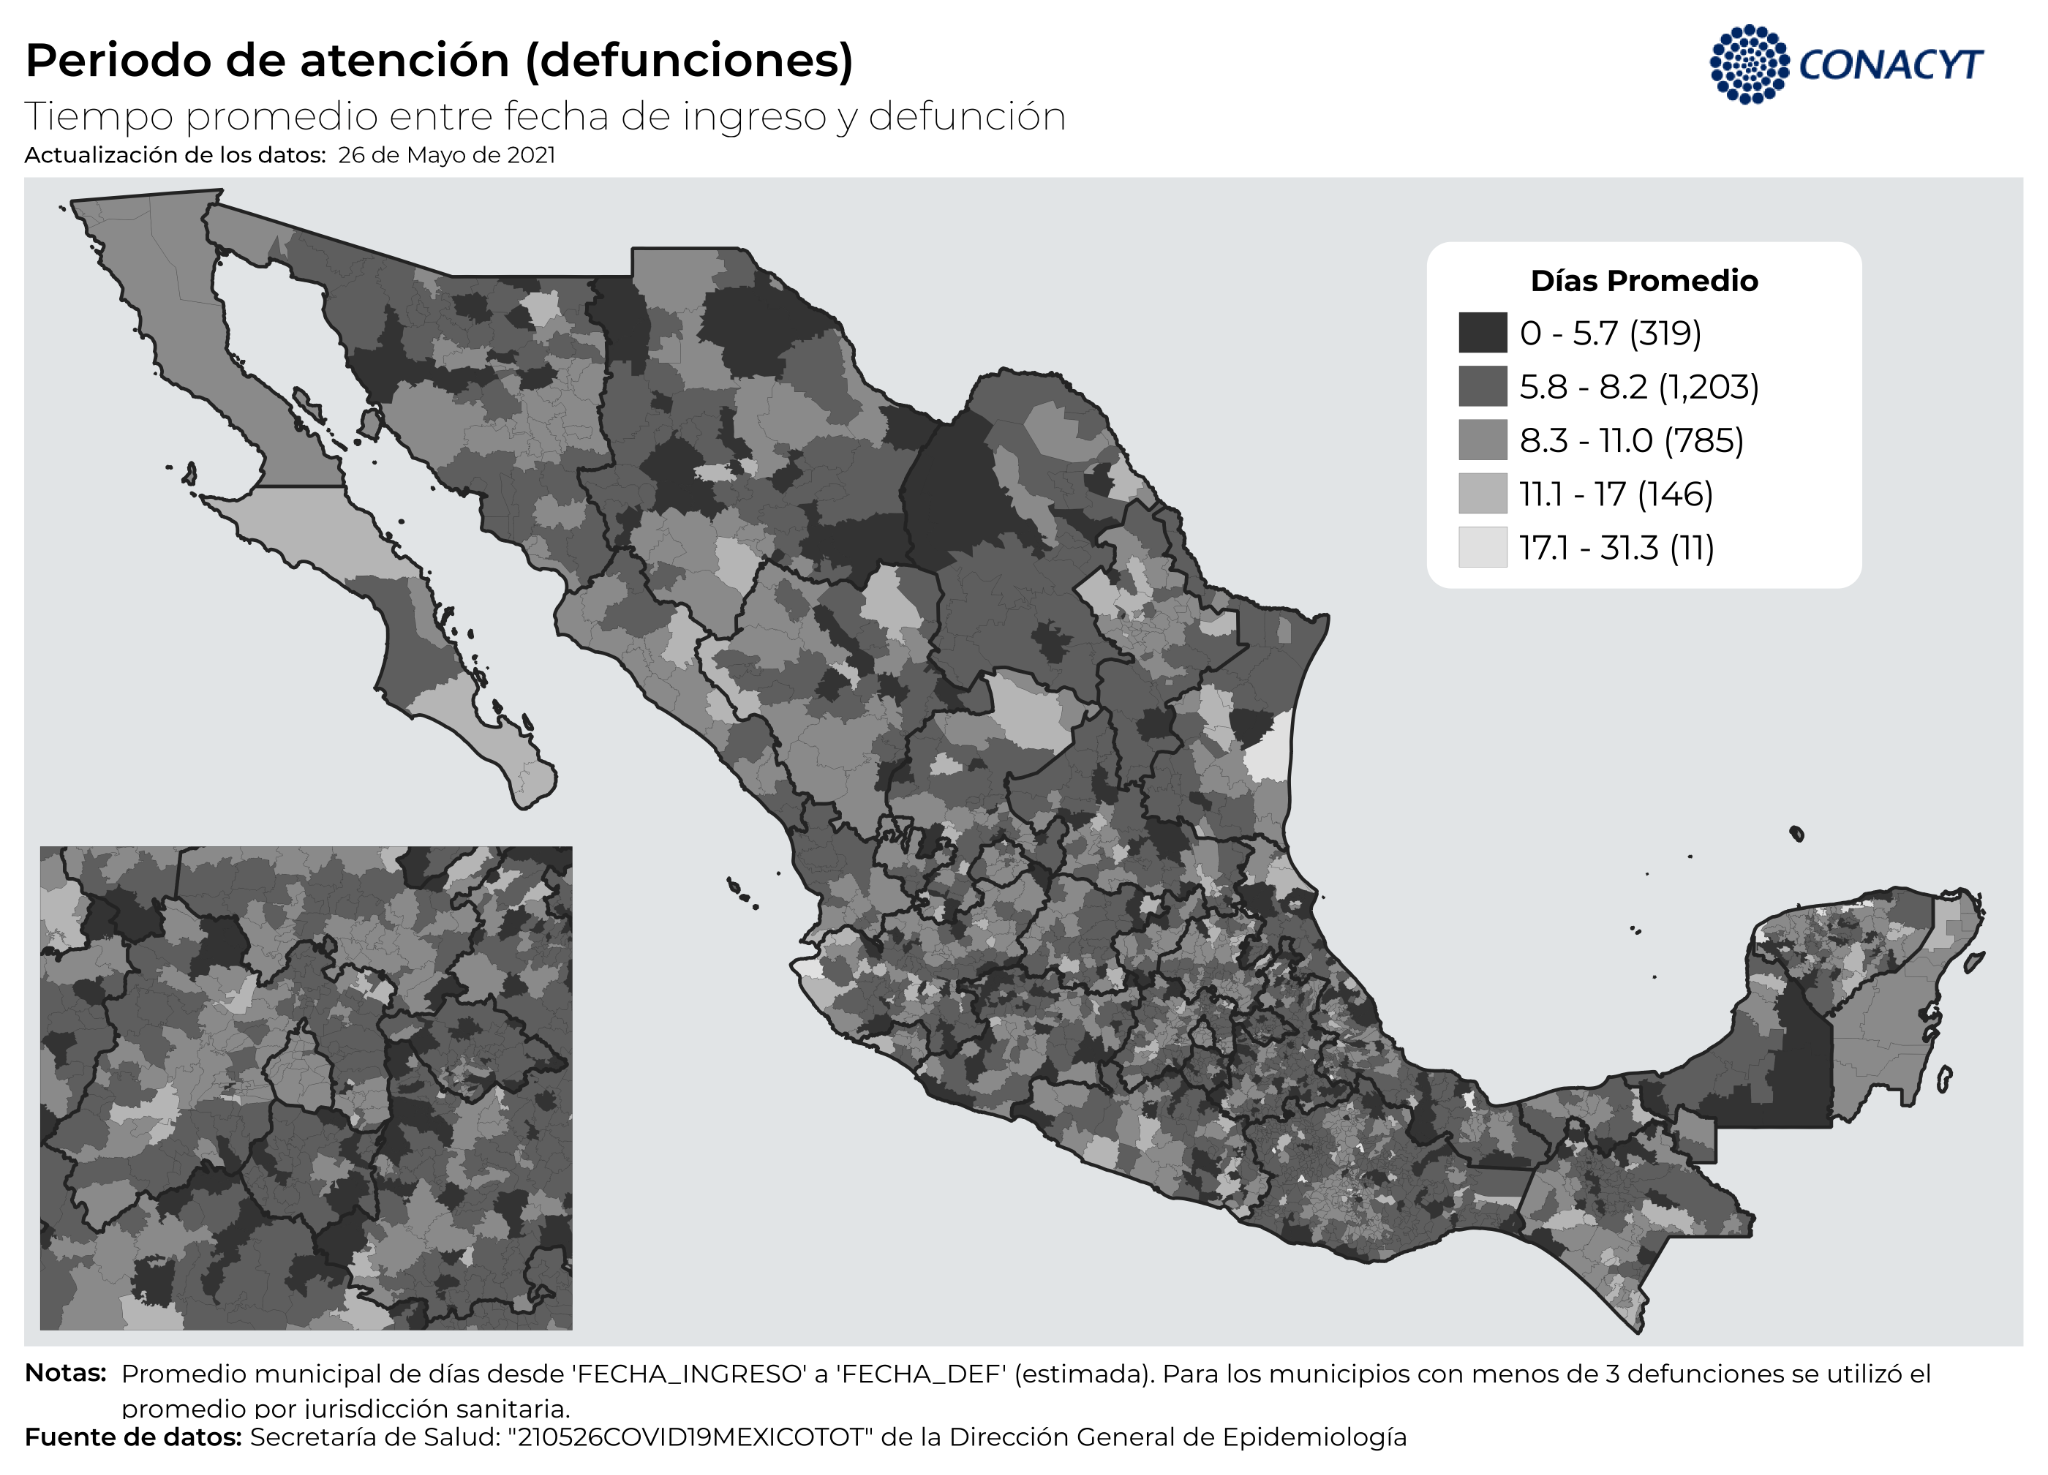 Periodo de atención (defunciones)
CONACYT
Tiempo promedio entre fecha de ingreso y defunción
Actualización de los datos: 26 de Mayo de 2021
Días Promedio
0 - 5.7 (319)
5.8 - 8.2 (1,203)
8.3 - 11.0 (785)
11.1 - 17 (146)
17.1 - 31.3 (11)
Notas: Promedio municipal de días desde 'FECHA_INGRESO' a 'FECHA_DEF' (estimada). Para los municipios con menos de 3 defunciones se utilizó el
promedio por jurisdicción sanitaria.
Fuente de datos: Secretaría de Salud: "210526COVID19MEXICOTOT" de la Dirección General de Epidemiología